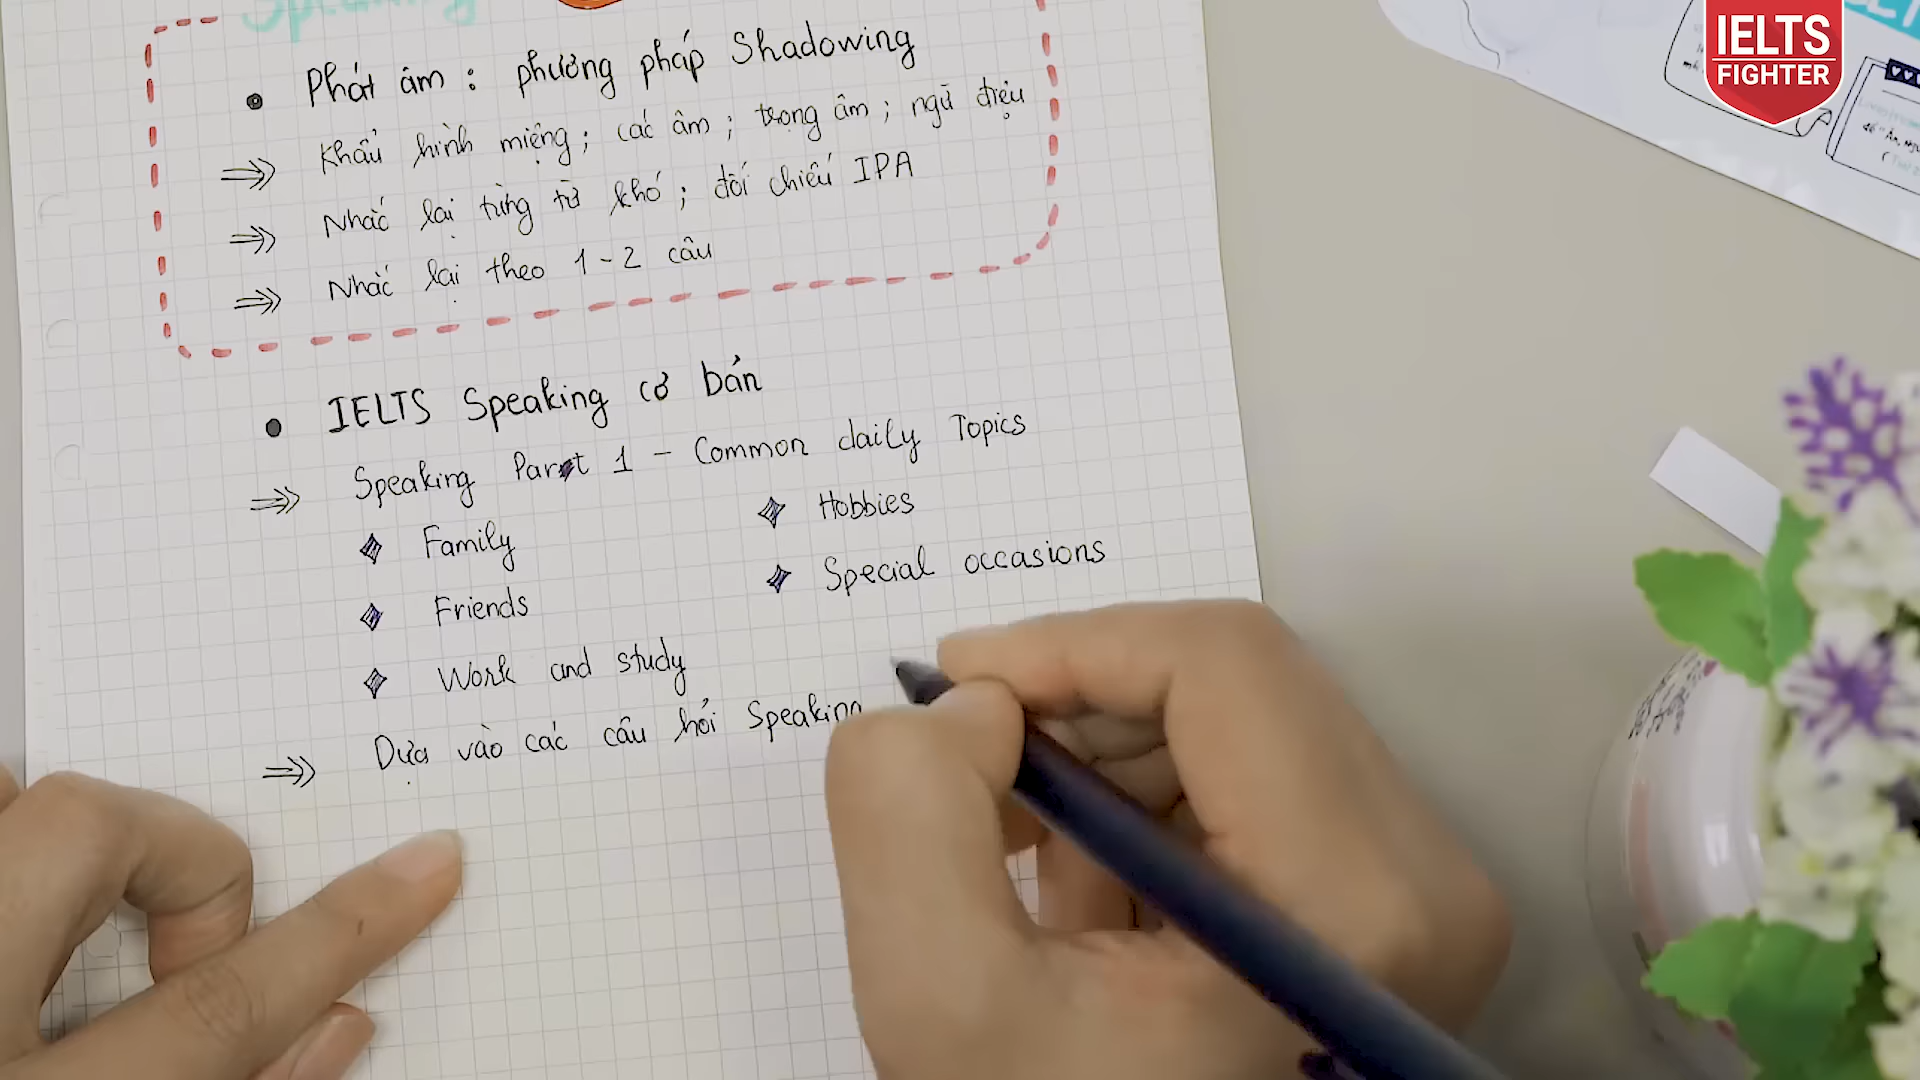 Speaking
• Phát âm : phương pháp Shadowing
⇒ Khẩu hình miệng ; các âm ; trọng âm ; ngữ điệu
⇒ Nhắc lại từng từ khó ; đối chiếu IPA
⇒ Nhắc lại theo 1 - 2 câu
• IELTS Speaking cơ bản
⇒ Speaking Part 1 - Common daily Topics
Family
Friends
Work and study
Hobbies
Special occasions
⇒ Dựa vào các câu hỏi Speaking
IELTS
FIGHTER